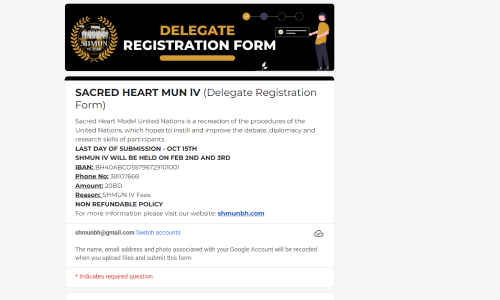 SHMUN
DELEGATE
REGISTRATION FORM
SACRED HEART MUN IV (Delegate Registration
Form)
Sacred Heart Model United Nations is a recreation of the procedures of the
United Nations, which hopes to instill and improve the debate, diplomacy and
research skills of participants.
LAST DAY OF SUBMISSION - OCT 15TH
SHMUN IV WILL BE HELD ON FEB 2ND AND 3RD
IBAN: BH40ABCO55796729101001
Phone No: 38107668
Amount: 20BD
Reason: SHMUN IV Fees
NON REFUNDABLE POLICY
For more information please visit our website: shmunbh.com
shmunbh@gmail.com Switch accounts
The name, email address and photo associated with your Google Account will be recorded
when you upload files and submit this form
* Indicates required question